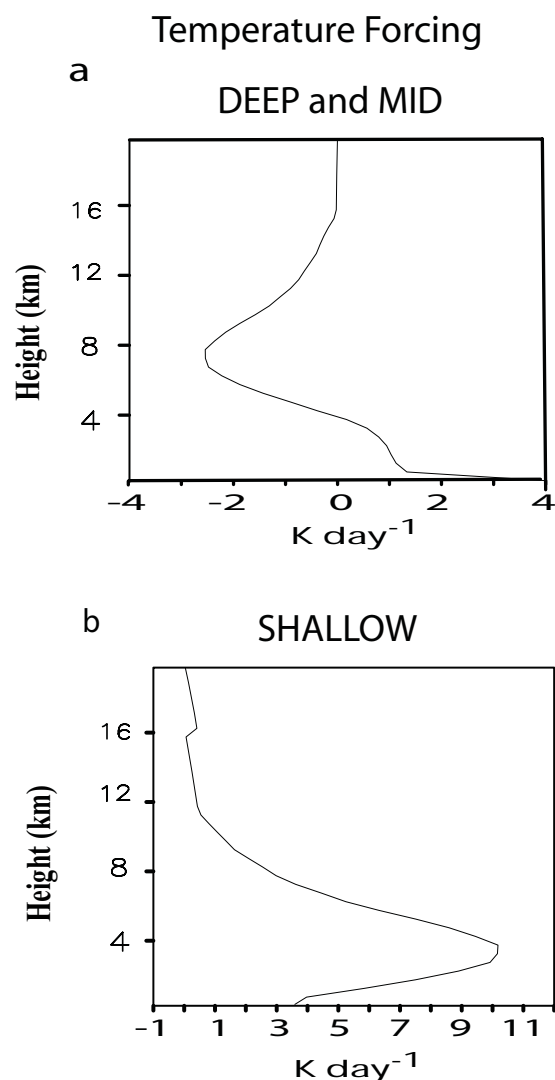 Temperature Forcing
a
DEEP and MID
16
12
8
4
Height (km)
-4 -2 0 2 4
K day-1
b
SHALLOW
16
12
8
4
Height (km)
-1 1 3 5 7 9 11
K day-1